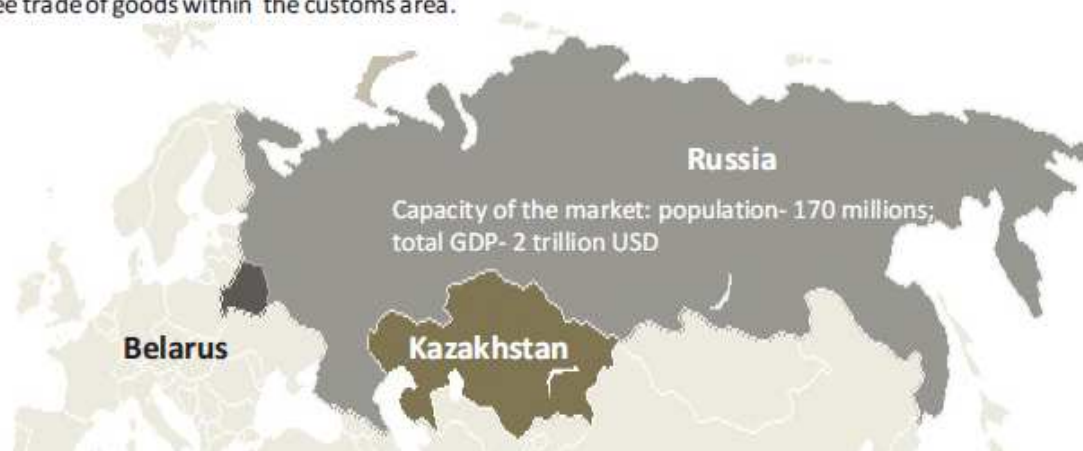 ee trade of goods within the customs area.
Russia
Capacity of the market: population- 170 millions;
total GDP- 2 trillion USD
Belarus
Kazakhstan